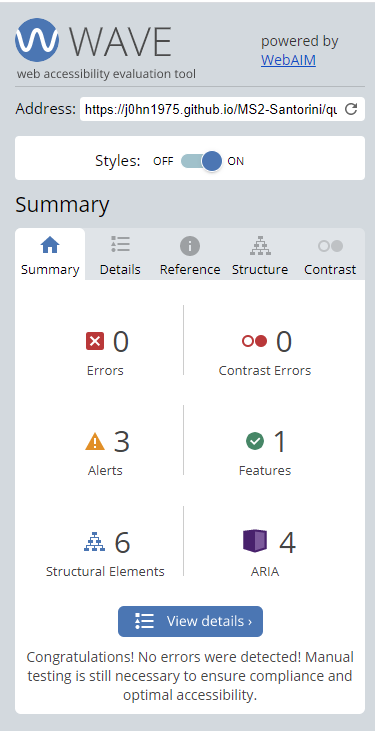 WAVE
web accessibility evaluation tool
powered by
WebAIM
Address: https://j0hn1975.github.io/MS2-Santorini/qu
Styles: OFF ON
Summary
Summary Details Reference Structure Contrast
0 0
Errors Contrast Errors
3 1
Alerts Features
6 4
Structural Elements ARIA
View details ›
Congratulations! No errors were detected! Manual
testing is still necessary to ensure compliance and
optimal accessibility.